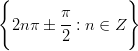 {2nπ ± π/2 : n ∈ Z}